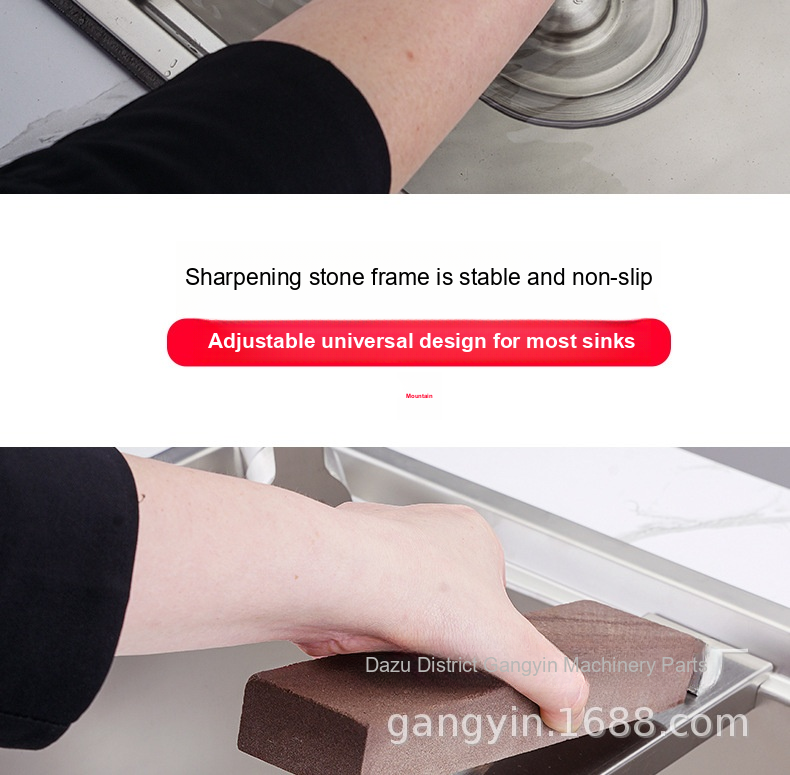 Sharpening stone frame is stable and non-slip
Adjustable universal design for most sinks
Mountain
Dazu District Gangyin Machinery Parts
gangyin.1688.com